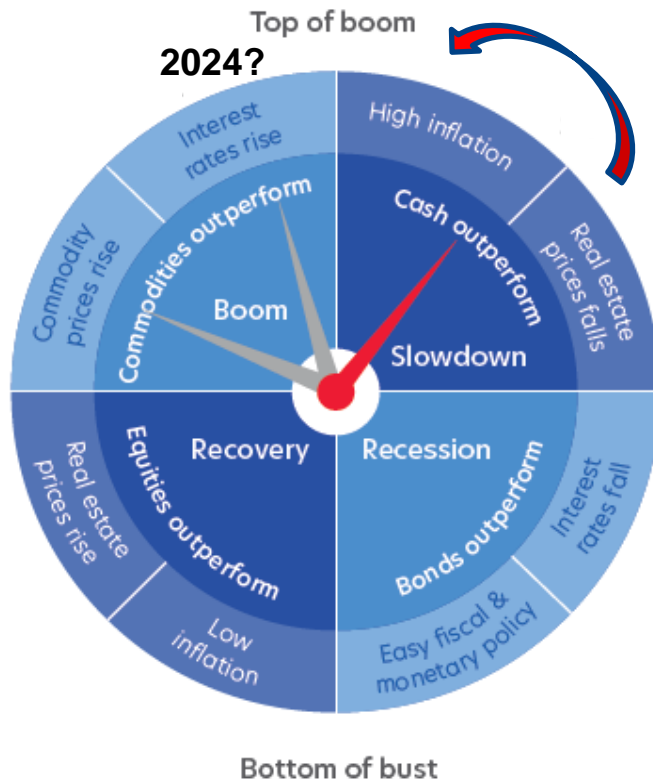 Top of boom
2024?
Interest
rates rise
High inflation
Commodity
prices rise
Real estate
prices falls
Commodities outperform
Cash outperform
Boom
Slowdown
Recovery
Recession
Equities outperform
Bonds outperform
Real estate
prices rise
Interest
rates fall
Low
inflation
Easy fiscal &
monetary policy
Bottom of bust